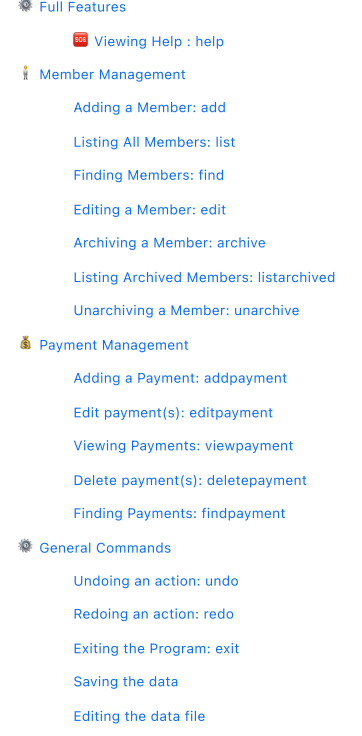 Full Features
SOS Viewing Help : help
Member Management
Adding a Member: add
Listing All Members: list
Finding Members: find
Editing a Member: edit
Archiving a Member: archive
Listing Archived Members: listarchived
Unarchiving a Member: unarchive
Payment Management
Adding a Payment: addpayment
Edit payment(s): editpayment
Viewing Payments: viewpayment
Delete payment(s): deletepayment
Finding Payments: findpayment
General Commands
Undoing an action: undo
Redoing an action: redo
Exiting the Program: exit
Saving the data
Editing the data file